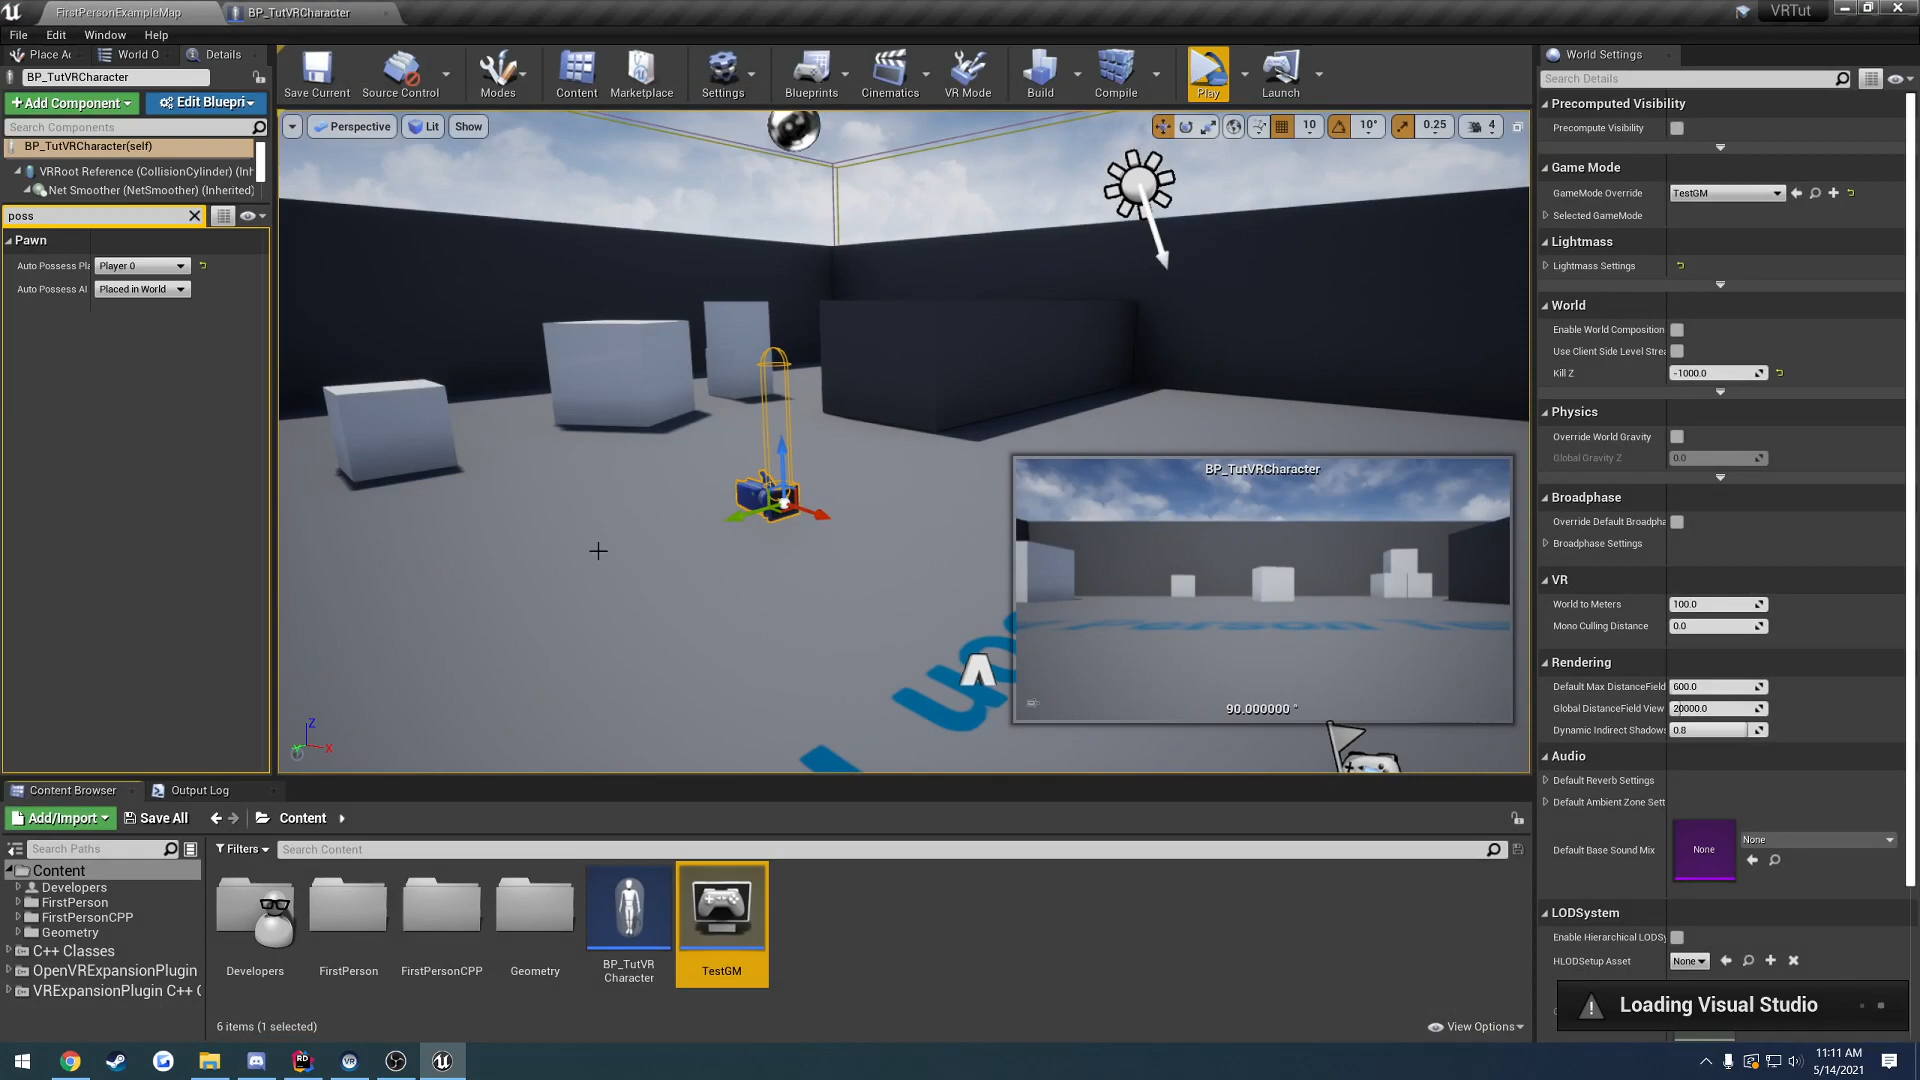 FirstPersonExampleMap
BP_TutVRCharacter
VRTut
File Edit Window Help
Place Ac
World O
Details
World Settings
BP_TutVRCharacter
+Add Component
Edit Bluepri
Search Components
BP_TutVRCharacter(self)
VRRoot Reference (CollisionCylinder) (Inh
Net Smoother (NetSmoother) (Inherited)
poss
Pawn
Auto Possess Pla
Player 0
Auto Possess AI
Placed in World
Save Current
Source Control
Modes
Content
Marketplace
Settings
Blueprints
Cinematics
VR Mode
Build
Compile
Play
Launch
Perspective
Lit
Show
10
10°
0.25
4
BP_TutVRCharacter
90.000000 °
Z
X
Search Details
Precomputed Visibility
Precompute Visibility
Game Mode
GameMode Override
TestGM
Selected GameMode
Lightmass
Lightmass Settings
World
Enable World Composition
Use Client Side Level Strea
Kill Z
-1000.0
Physics
Override World Gravity
Global Gravity Z
0.0
Broadphase
Override Default Broadpha
Broadphase Settings
VR
World to Meters
100.0
Mono Culling Distance
0.0
Rendering
Default Max DistanceField
600.0
Global DistanceField View
20000.0
Dynamic Indirect Shadows
0.8
Audio
Default Reverb Settings
Default Ambient Zone Sett
Default Base Sound Mix
None
None
LODSystem
Enable Hierarchical LODSy
HLODSetup Asset
None
Loading Visual Studio
Content Browser
Output Log
Add/Import
Save All
Content
Search Paths
Filters
Search Content
Content
Developers
FirstPerson
FirstPersonCPP
Geometry
C++ Classes
OpenVRExpansionPlugin
VRExpansionPlugin C++ C
Developers
FirstPerson
FirstPersonCPP
Geometry
BP_TutVR
Character
TestGM
6 items (1 selected)
View Options
11:11 AM
5/14/2021